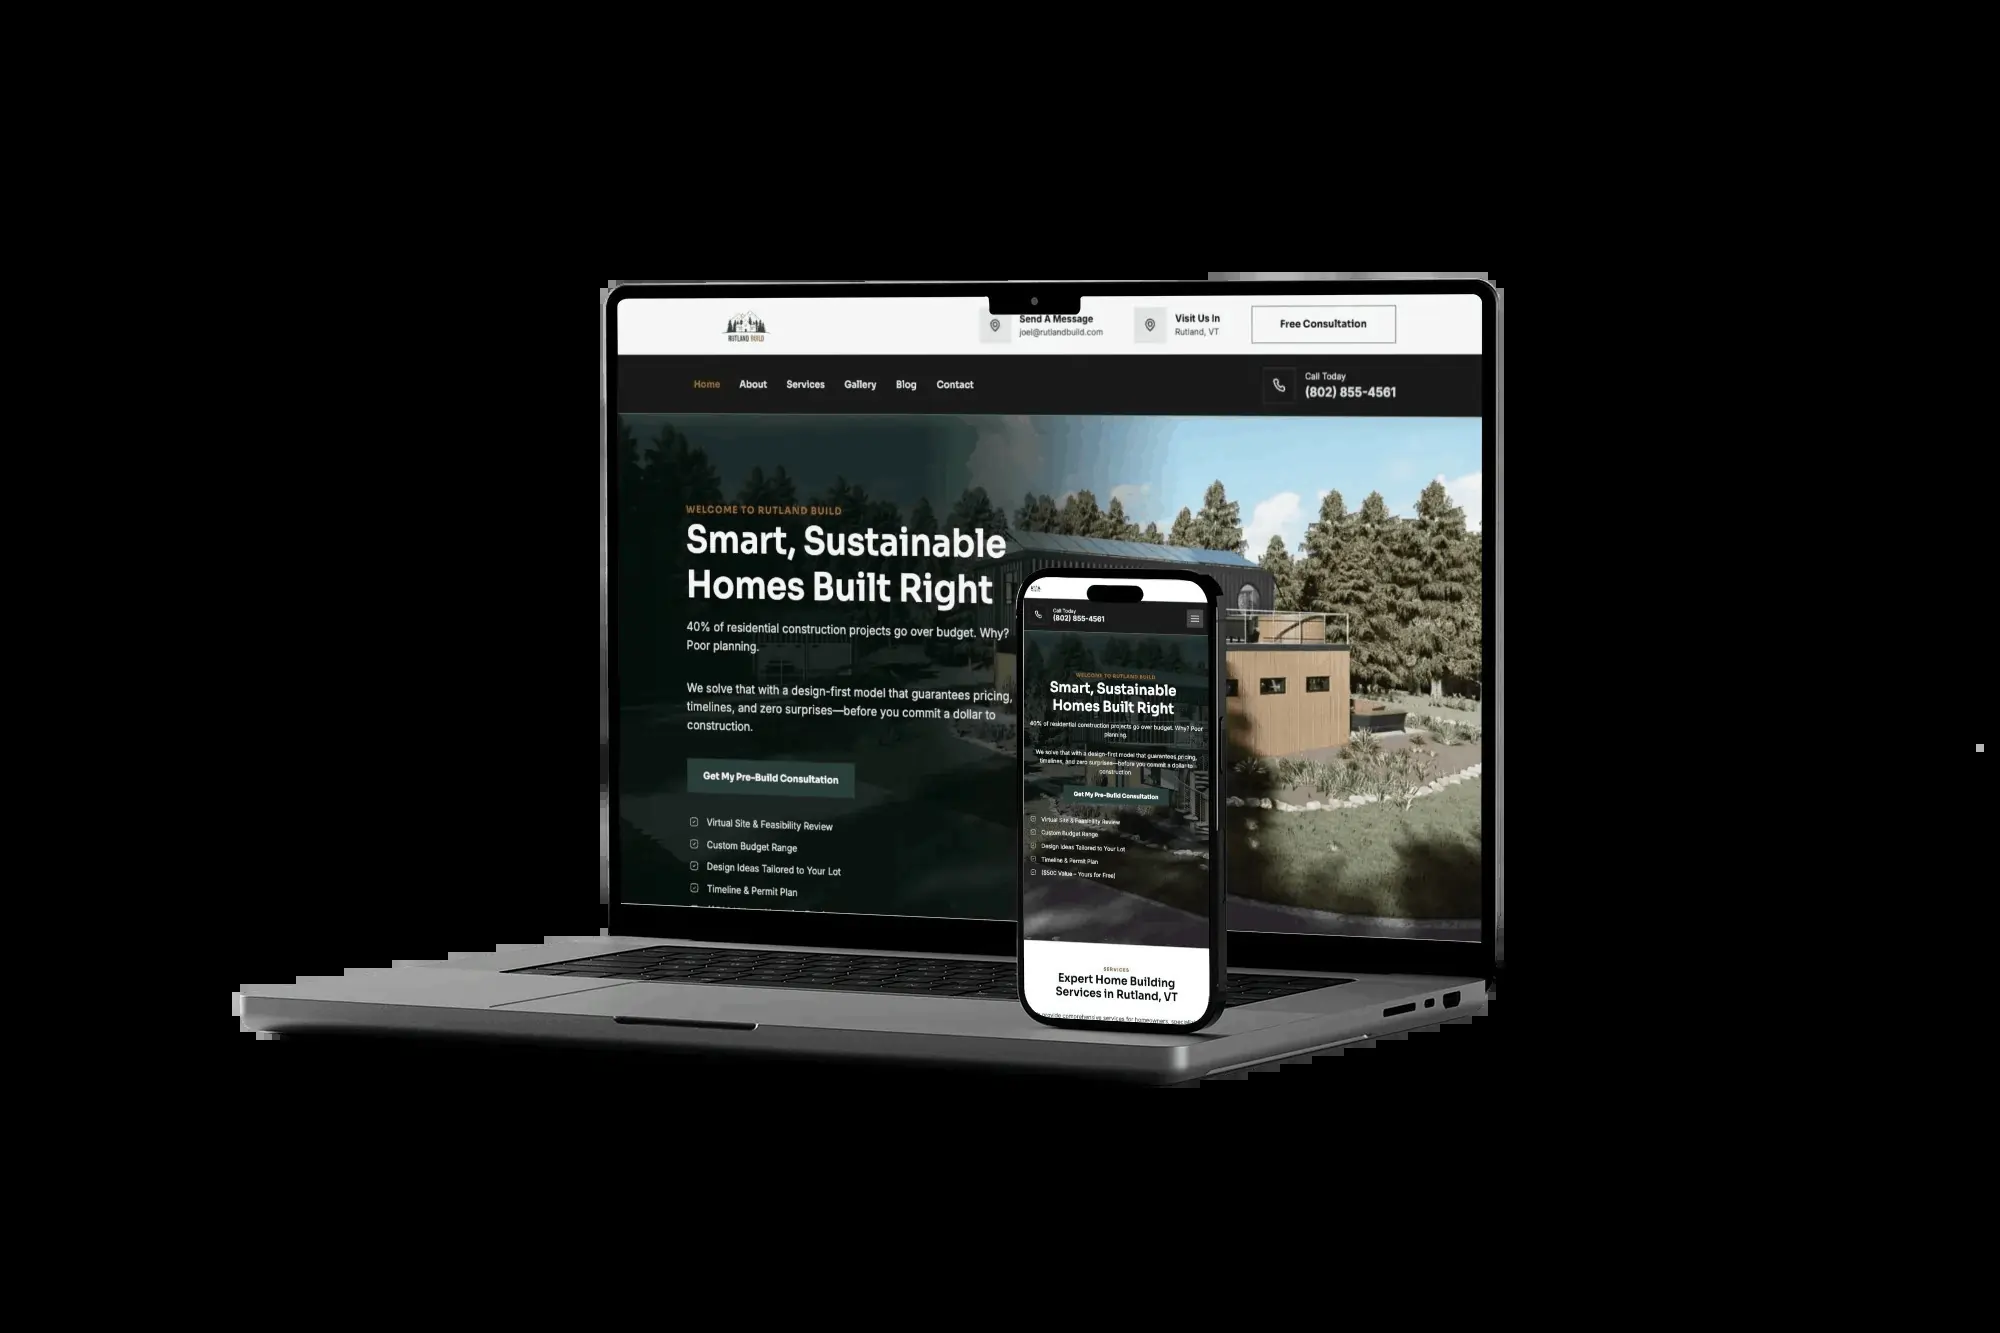 RUTLAND BUILD
Send A Message
joel@rutlandbuild.com
Visit Us In
Rutland, VT
Free Consultation
Home
About
Services
Gallery
Blog
Contact
Call Today
(802) 855-4561
WELCOME TO RUTLAND BUILD
Smart, Sustainable
Homes Built Right
40% of residential construction projects go over budget. Why?
Poor planning.
We solve that with a design-first model that guarantees pricing,
timelines, and zero surprises—before you commit a dollar to
construction.
Get My Pre-Build Consultation
Virtual Site & Feasibility Review
Custom Budget Range
Design Ideas Tailored to Your Lot
Timeline & Permit Plan
Call Today
(802) 855-4561
WELCOME TO RUTLAND BUILD
Smart, Sustainable
Homes Built Right
40% of residential construction projects go over budget. Why? Poor
planning.
We solve that with a design-first model that guarantees pricing,
timelines, and zero surprises—before you commit a dollar to
construction.
Get My Pre-Build Consultation
Virtual Site & Feasibility Review
Custom Budget Range
Design Ideas Tailored to Your Lot
Timeline & Permit Plan
($500 Value – Yours for Free)
SERVICES
Expert Home Building
Services in Rutland, VT
provide comprehensive services for homeowners,